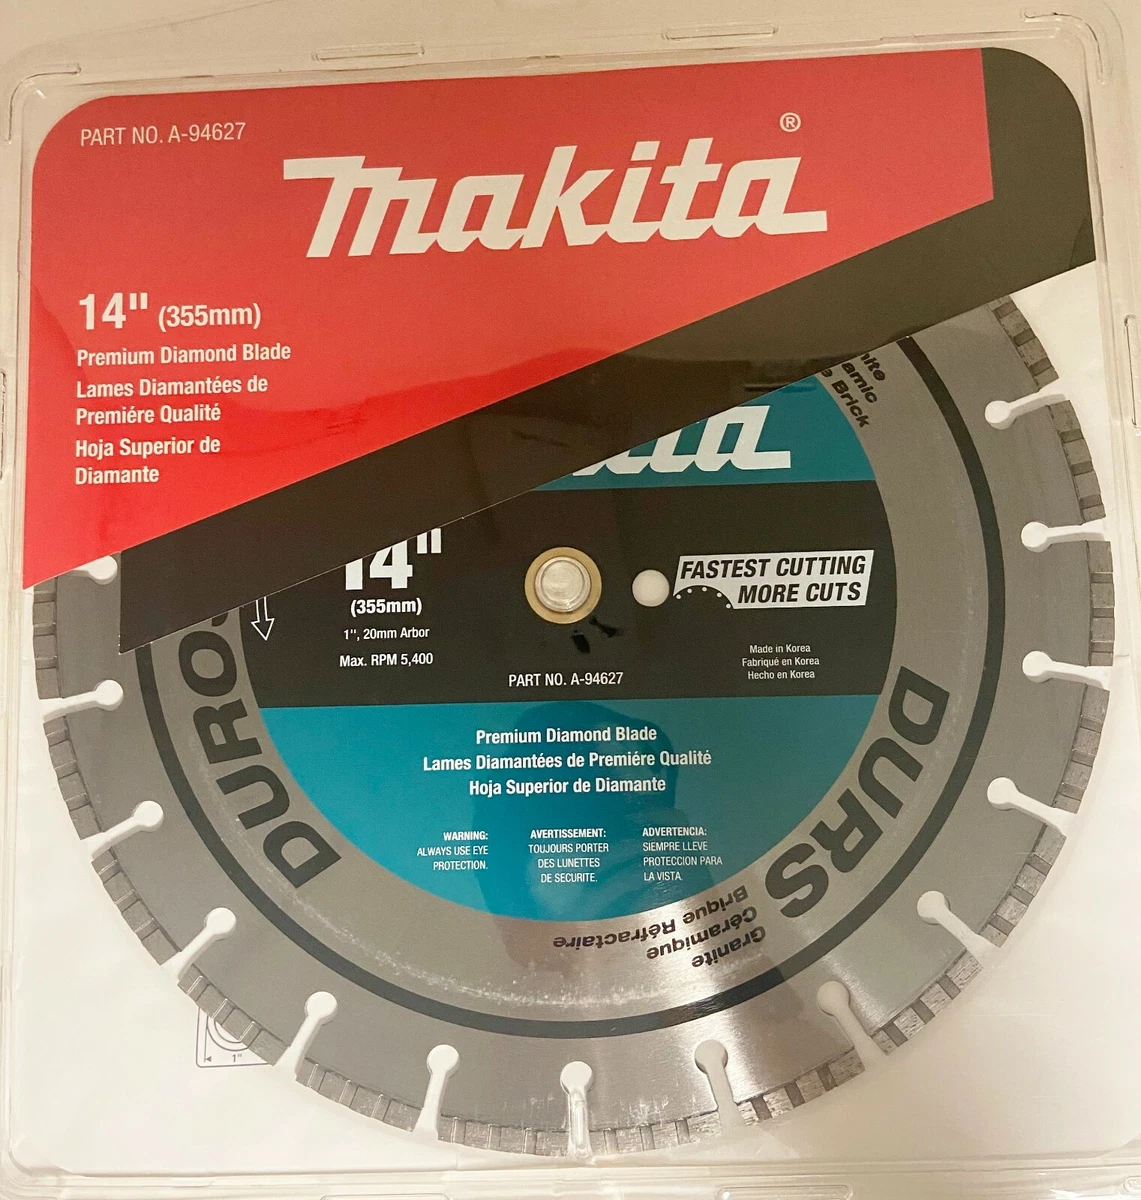 PART NO. A-94627
makita®
14" (355mm)
Premium Diamond Blade
Lames Diamantées de
Premiére Qualité
Hoja Superior de
Diamante
Brick
14"
(355mm)
1", 20mm Arbor
Max. RPM 5,400
FASTEST CUTTING
MORE CUTS
Made in Korea
Fabriqué en Korea
Hecho en Korea
PART NO. A-94627
Premium Diamond Blade
Lames Diamantées de Premiére Qualité
Hoja Superior de Diamante
WARNING:
ALWAYS USE EYE
PROTECTION.
AVERTISSEMENT:
TOUJOURS PORTER
DES LUNETTES
DE SECURITE.
ADVERTENCIA:
SIEMPRE LLEVE
PROTECCION PARA
LA VISTA.
DURS
Granite
Céramique
Brique Réfractaire
1"